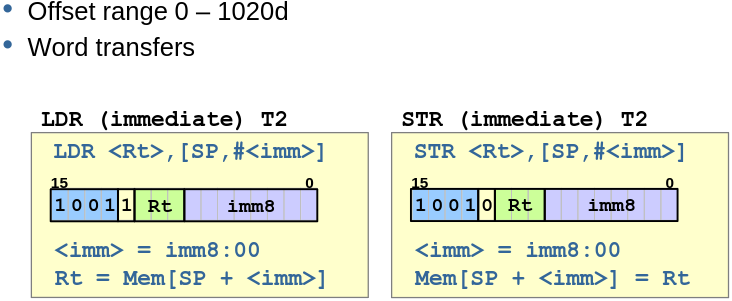 Offset range 0 – 1020d
Word transfers
LDR (immediate) T2
LDR <Rt>,[SP,#<imm>]
15 0
1 0 0 1 1 Rt imm8
<imm> = imm8:00
Rt = Mem[SP + <imm>]
STR (immediate) T2
STR <Rt>,[SP,#<imm>]
15 0
1 0 0 1 0 Rt imm8
<imm> = imm8:00
Mem[SP + <imm>] = Rt